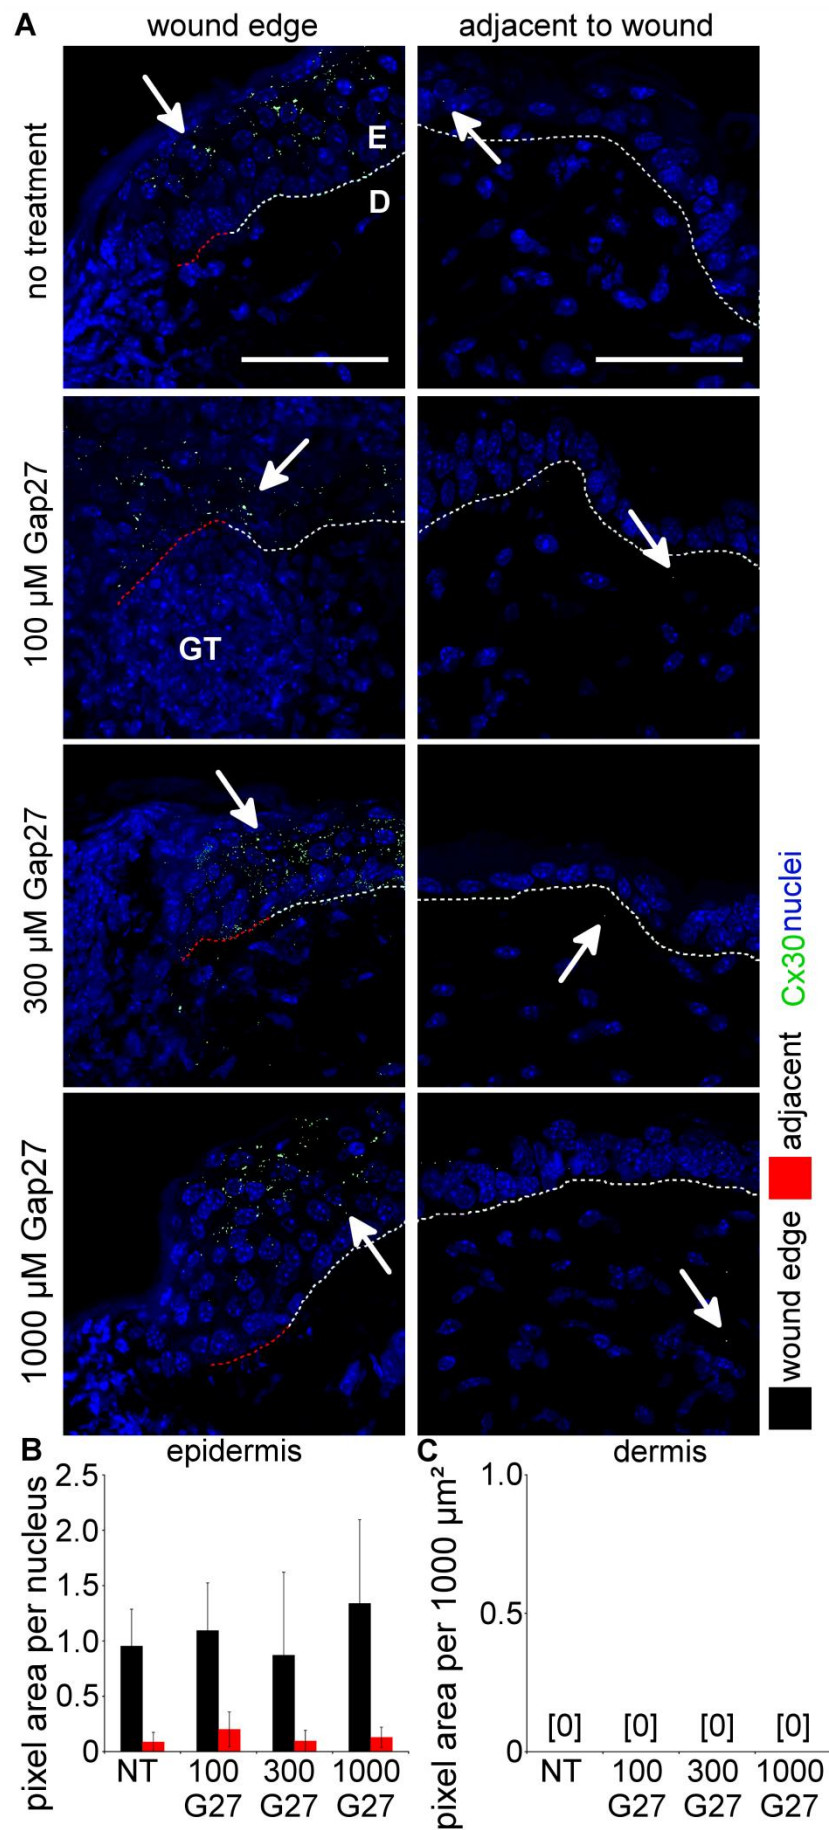 A
wound edge
adjacent to wound
no treatment
E
D
100 µM Gap27
GT
300 µM Gap27
1000 µM Gap27
wound edge adjacent Cx30 nuclei
B
epidermis
pixel area per nucleus
2.5
2.0
1.5
1.0
0.5
0
NT 100 300 1000
G27 G27 G27
C
dermis
pixel area per 1000 µm²
1.0
0.5
0
[0] [0] [0] [0]
NT 100 300 1000
G27 G27 G27